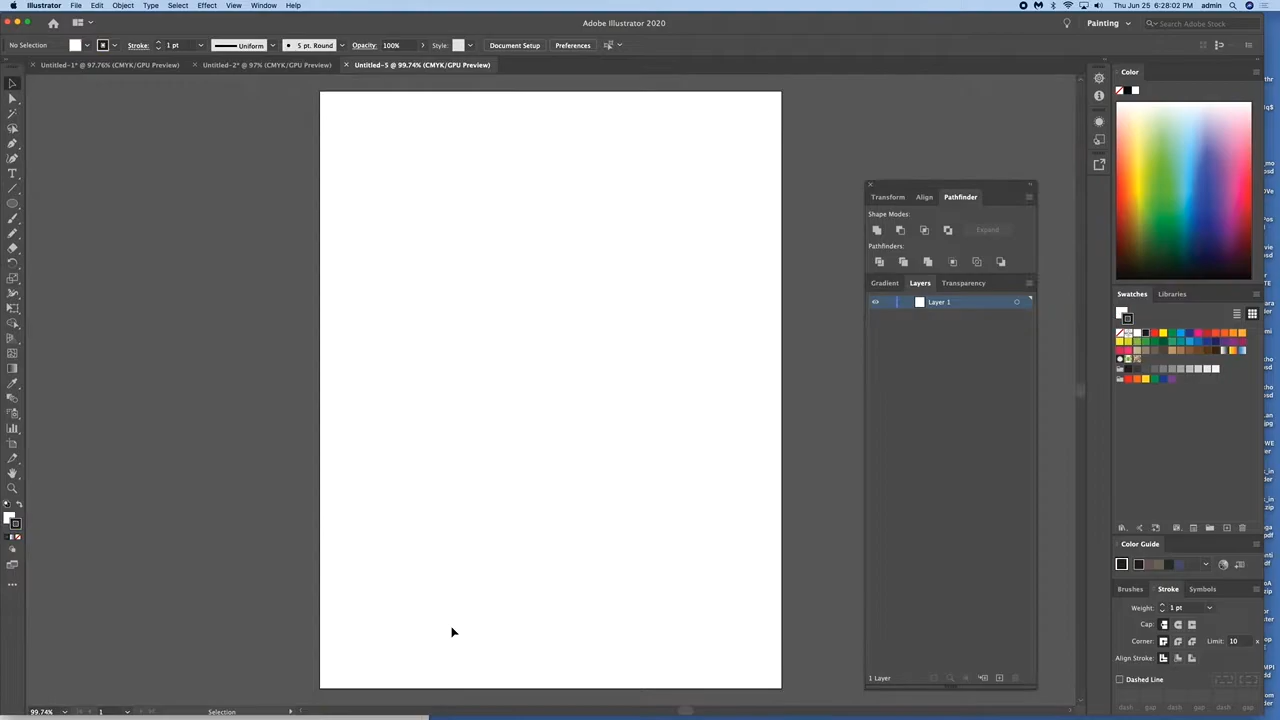 Illustrator File Edit Object Type Select Effect View Window Help Thu Jun 25 6:28:02 PM admin
Adobe Illustrator 2020 Painting Search Adobe Stock
No Selection Stroke: 1 pt Uniform 5 pt. Round Opacity: 100% Style: Document Setup Preferences
Untitled-1* @ 97.76% (CMYK/GPU Preview) Untitled-2* @ 97% (CMYK/GPU Preview) Untitled-5 @ 99.74% (CMYK/GPU Preview)
Color
Transform Align Pathfinder
Shape Modes:
Expand
Pathfinders:
Gradient Layers Transparency
Layer 1
Swatches Libraries
Color Guide
Brushes Stroke Symbols
Weight: 1 pt
Cap:
Corner: Limit: 10 x
Align Stroke:
Dashed Line
dash gap dash gap dash gap
1 Layer
99.74% 1 Selection